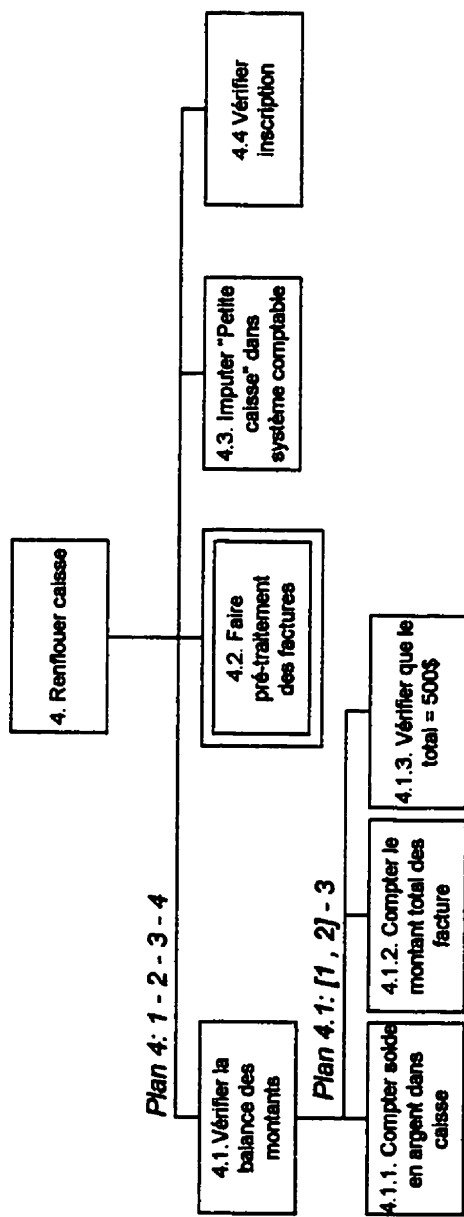 4. Renflouer caisse
Plan 4: 1 - 2 - 3 - 4
4.1.Vérifier la
balance des
montants
4.2. Faire
pré-traitement
des factures
4.3. Imputer "Petite
caisse" dans
système comptable
4.4 Vérifier
inscription
Plan 4.1: [1 , 2] - 3
4.1.1. Compter solde
en argent dans
caisse
4.1.2. Compter le
montant total des
facture
4.1.3. Vérifier que le
total = 500$